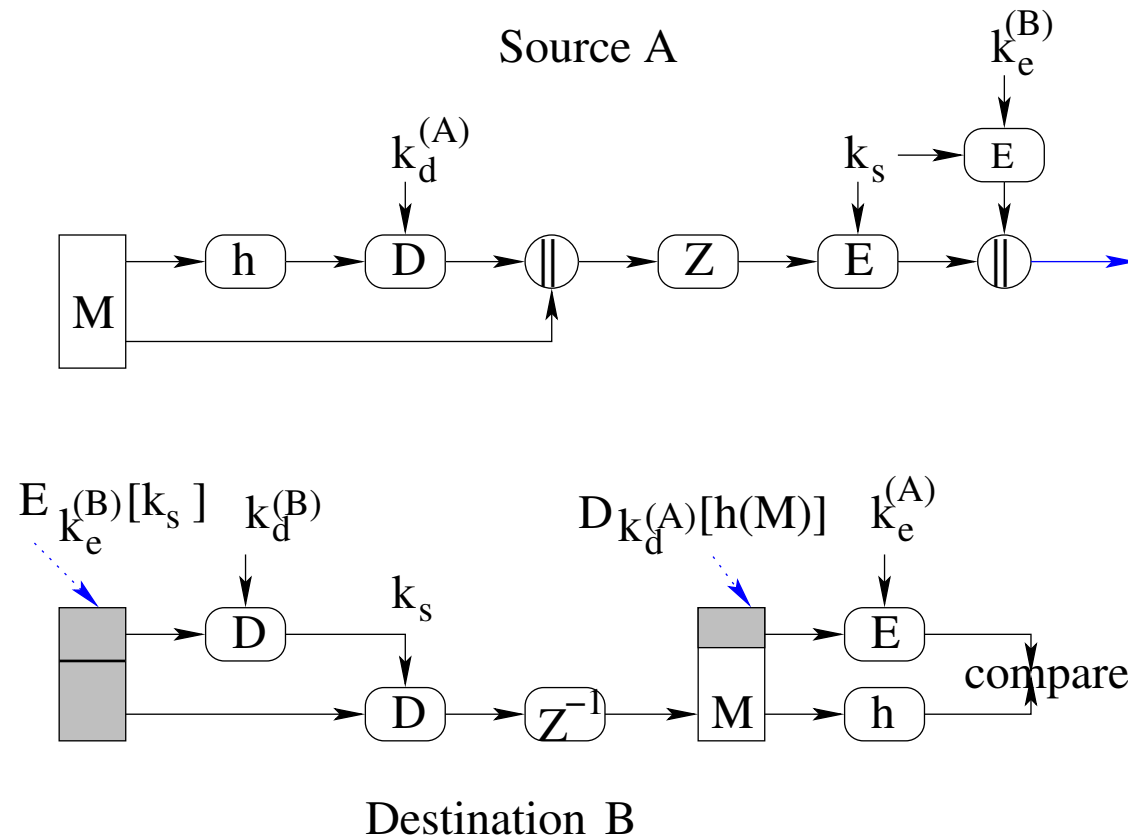 Source A
k_e^(B)
k_d^(A)
k_s
E
h
D
||
Z
E
||
M
E_{k_e^(B)}[k_s]
k_d^(B)
D_{k_d^(A)}[h(M)]
k_e^(A)
k_s
D
E
compare
D
Z^{-1}
M
h
Destination B